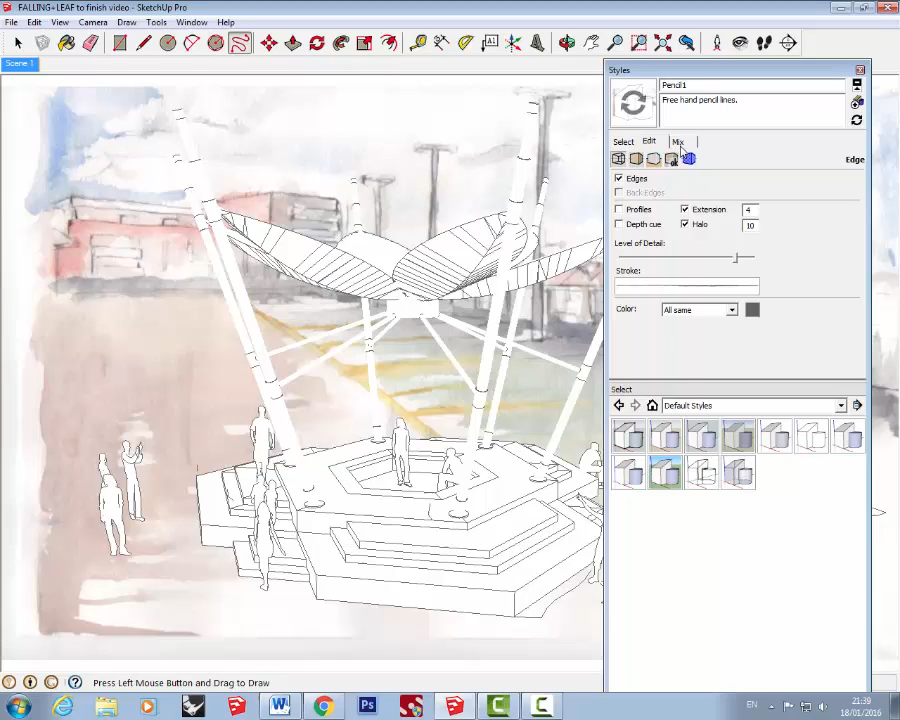 FALLING+LEAF to finish video - SketchUp Pro
File Edit View Camera Draw Tools Window Help
Scene 1
Styles
Pencil1
Free hand pencil lines.
Select Edit Mix
Edge
Edges
Back Edges
Profiles Extension 4
Depth cue Halo 10
Level of Detail:
Stroke:
Color: All same
Select
Default Styles
Press Left Mouse Button and Drag to Draw
EN 21:39
18/01/2016